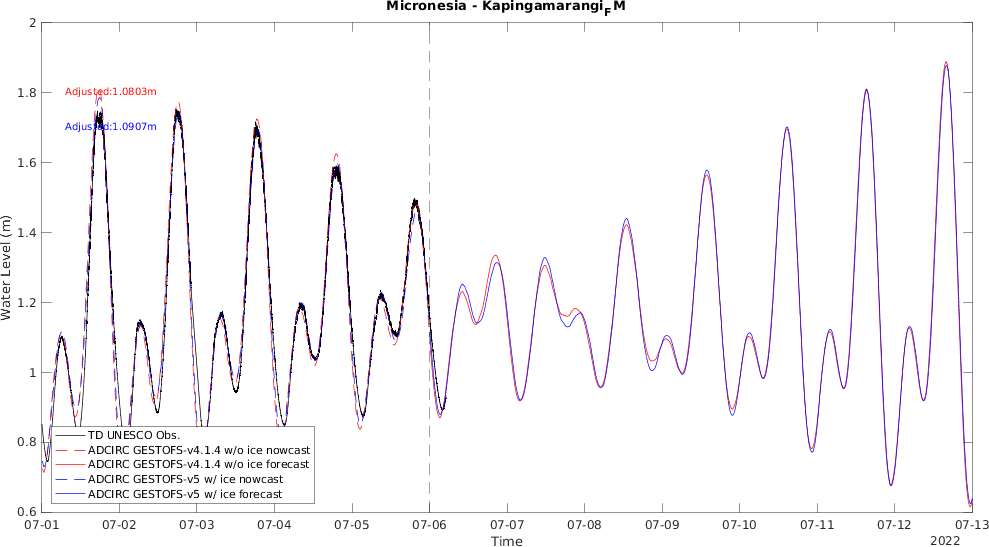 Micronesia - Kapingamarangi_FM
Water Level (m)
2
1.8
1.6
1.4
1.2
1
0.8
0.6
Adjusted:1.0803m
Adjusted:1.0907m
TD UNESCO Obs.
ADCIRC GESTOFS-v4.1.4 w/o ice nowcast
ADCIRC GESTOFS-v4.1.4 w/o ice forecast
ADCIRC GESTOFS-v5 w/ ice nowcast
ADCIRC GESTOFS-v5 w/ ice forecast
07-01 07-02 07-03 07-04 07-05 07-06 07-07 07-08 07-09 07-10 07-11 07-12 07-13
Time
2022